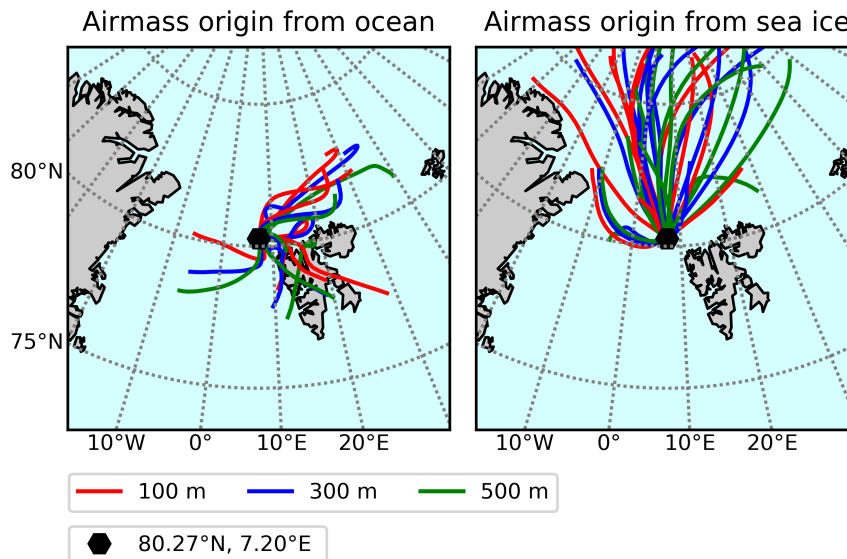 Airmass origin from ocean
Airmass origin from sea ice
80°N
75°N
10°W 0° 10°E 20°E
10°W 0° 10°E 20°E
100 m 300 m 500 m
80.27°N, 7.20°E